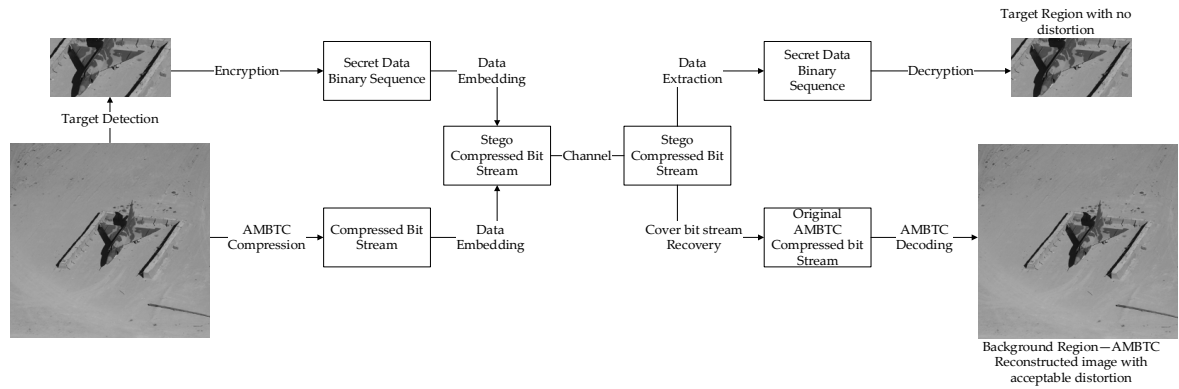 Target Region with no
distortion
Encryption
Secret Data
Binary Sequence
Data
Embedding
Data
Extraction
Secret Data
Binary
Sequence
Decryption
Target Detection
Stego
Compressed Bit
Stream
Channel
Stego
Compressed Bit
Stream
AMBTC
Compression
Compressed Bit
Stream
Data
Embedding
Cover bit stream
Recovery
Original
AMBTC
Compressed bit
Stream
AMBTC
Decoding
Background Region—AMBTC
Reconstructed image with
acceptable distortion